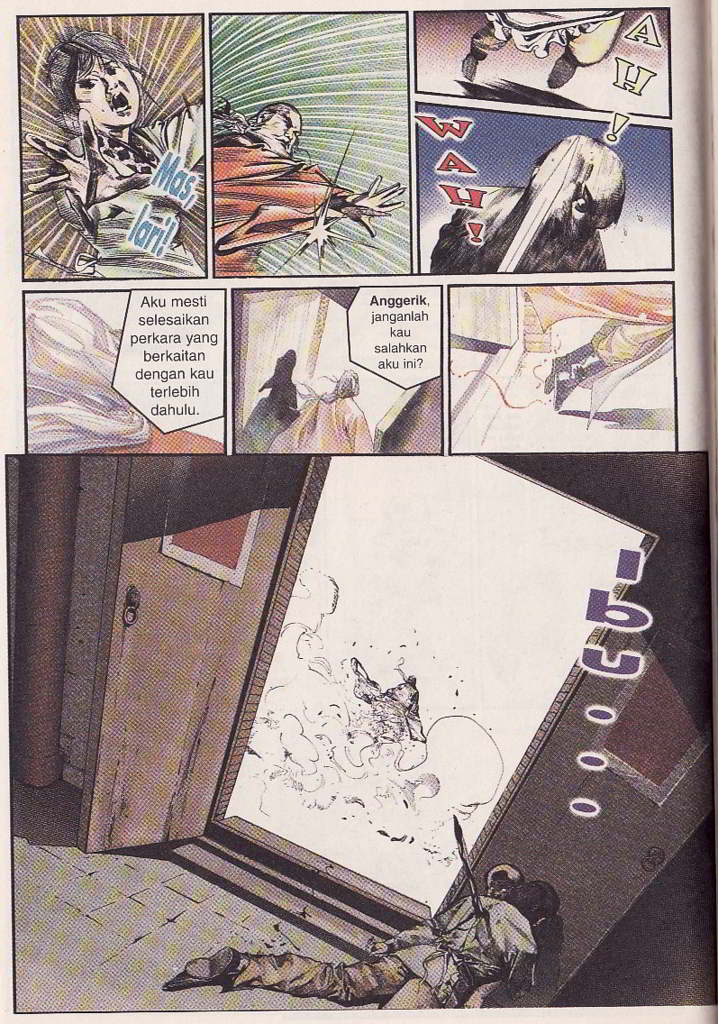 AH!
WAH!
Mas,
lari!
Anggerik,
janganlah
kau
salahkan
aku ini?
Aku mesti
selesaikan
perkara yang
berkaitan
dengan kau
terlebih
dahulu.
Ibu...